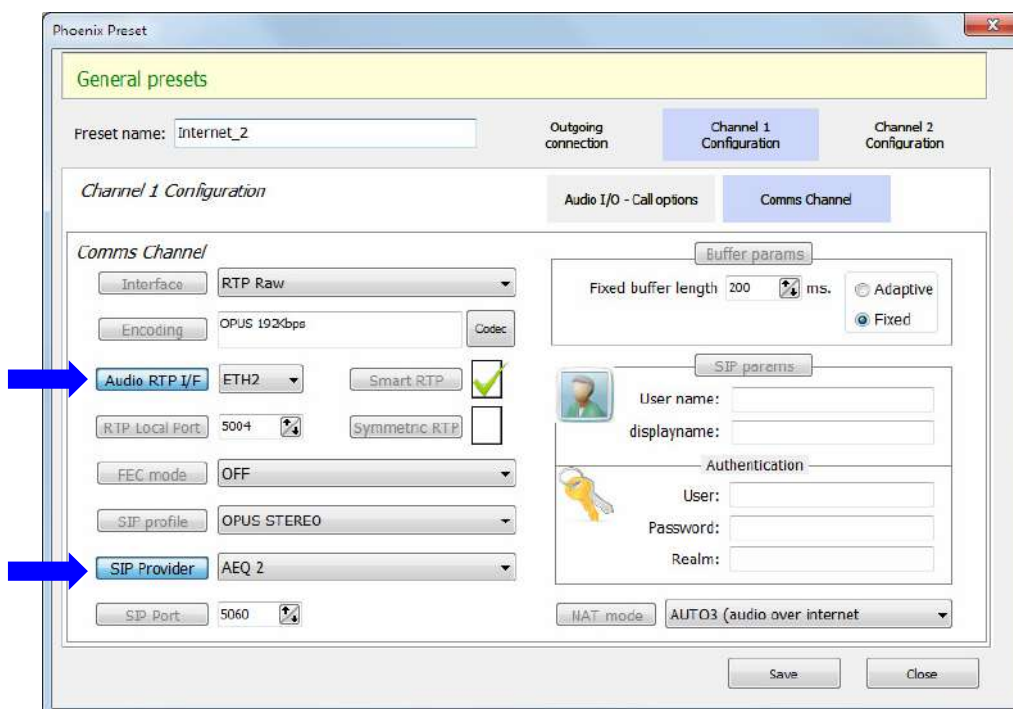 Phoenix Preset
General presets
Preset name: Internet_2
Outgoing
connection
Channel 1
Configuration
Channel 2
Configuration
Channel 1 Configuration
Audio I/O - Call options
Comms Channel
Comms Channel
Interface RTP Raw
Encoding OPUS 192Kbps Codec
Audio RTP I/F ETH2 Smart RTP
RTP Local Port 5004 Symmetric RTP
FEC mode OFF
SIP profile OPUS STEREO
SIP Provider AEQ 2
SIP Port 5060
Buffer params
Fixed buffer length 200 ms.
Adaptive
Fixed
SIP params
User name:
displayname:
Authentication
User:
Password:
Realm:
NAT mode AUTO3 (audio over internet
Save Close